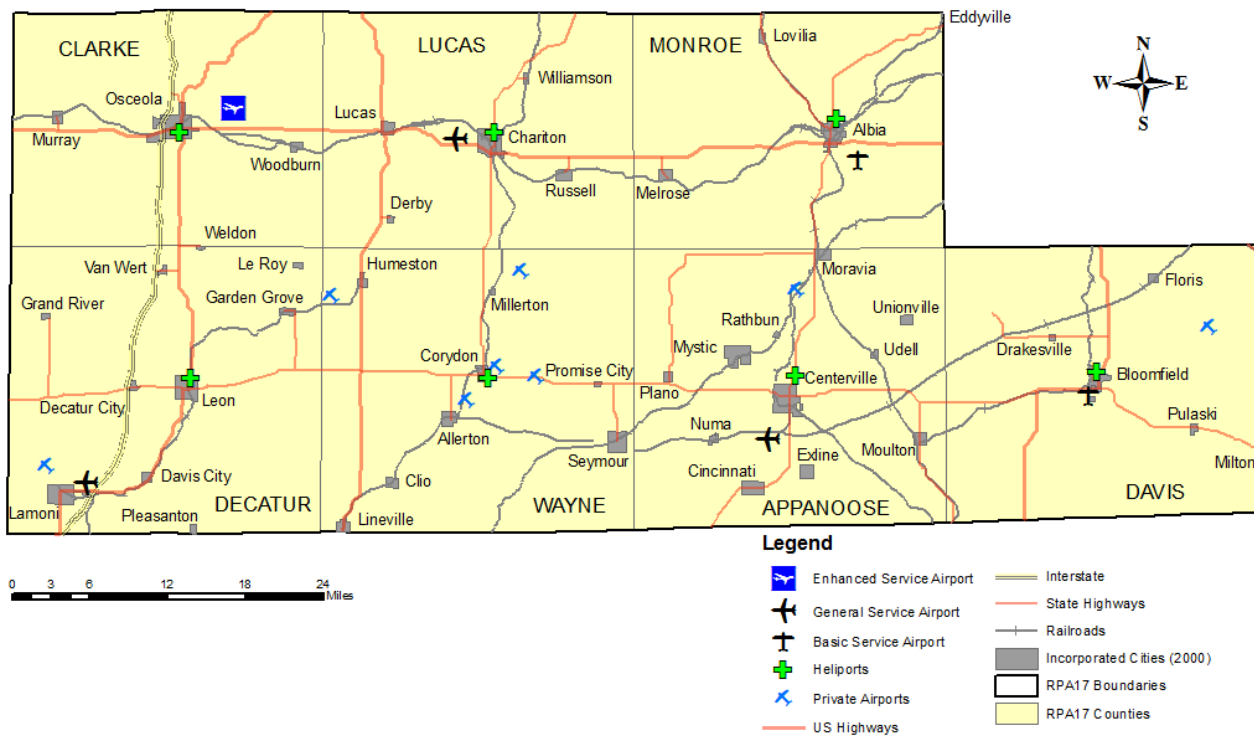 Eddyville
CLARKE
LUCAS
MONROE
Lovilia
N
W
E
S
Williamson
Osceola
Lucas
Chariton
Albia
Murray
Woodburn
Russell
Melrose
Derby
Weldon
Van Wert
Le Roy
Humeston
Moravia
Floris
Grand River
Garden Grove
Millerton
Unionville
Rathbun
Mystic
Udell
Drakesville
Corydon
Promise City
Plano
Centerville
Bloomfield
Decatur City
Leon
Allerton
Numa
Pulaski
Seymour
Moulton
Milton
Cincinnati
Exline
Davis City
Clio
Lamoni
DECATUR
WAYNE
APPANOOSE
DAVIS
Pleasanton
Lineville
Legend
Enhanced Service Airport
General Service Airport
Basic Service Airport
Heliports
Private Airports
US Highways
Interstate
State Highways
Railroads
Incorporated Cities (2000)
RPA17 Boundaries
RPA17 Counties
0 3 6 12 18 24
Miles